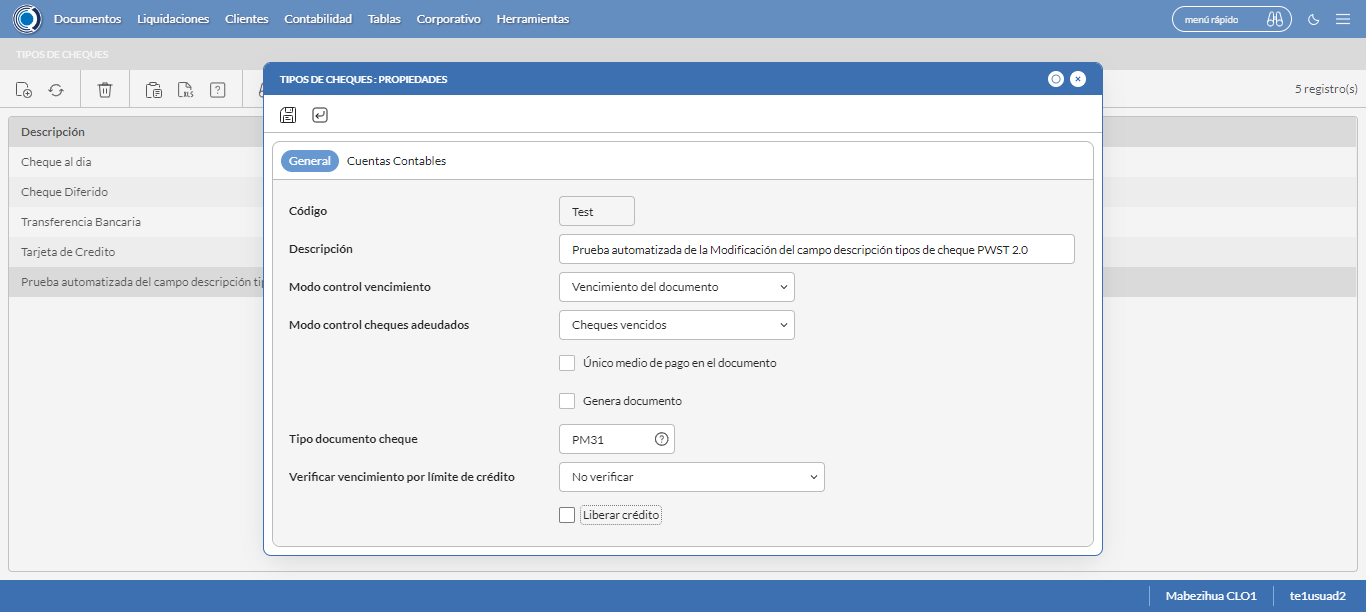 Documentos Liquidaciones Clientes Contabilidad Tablas Corporativo Herramientas menú rápido
TIPOS DE CHEQUES
TIPOS DE CHEQUES : PROPIEDADES
XLS ? 5 registro(s)
Descripción
Cheque al dia
Cheque Diferido
Transferencia Bancaria
Tarjeta de Credito
Prueba automatizada del campo descripción
General Cuentas Contables
Código Test
Descripción Prueba automatizada de la Modificación del campo descripción tipos de cheque PWST 2.0
Modo control vencimiento Vencimiento del documento
Modo control cheques adeudados Cheques vencidos
Único medio de pago en el documento
Genera documento
Tipo documento cheque PM31 ?
Verificar vencimiento por límite de crédito No verificar
Liberar crédito
Mabezihua CLO1 te1usuad2